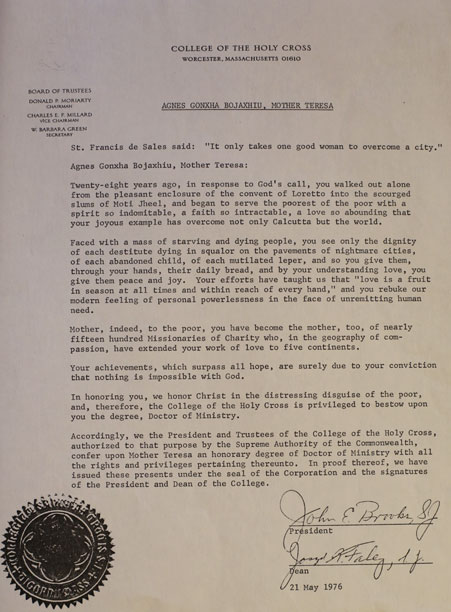 COLLEGE OF THE HOLY CROSS
WORCESTER, MASSACHUSETTS 01610
BOARD OF TRUSTEES
DONALD P. MORIARTY
CHAIRMAN
CHARLES E. F. MILLARD
VICE CHAIRMAN
W. BARBARA GREEN
SECRETARY
AGNES GONXHA BOJAXHIU, MOTHER TERESA
St. Francis de Sales said: "It only takes one good woman to overcome a city."
Agnes Gonxha Bojaxhiu, Mother Teresa:
Twenty-eight years ago, in response to God's call, you walked out alone
from the pleasant enclosure of the convent of Loretto into the scourged
slums of Moti Jheel, and began to serve the poorest of the poor with a
spirit so indomitable, a faith so intractable, a love so abounding that
your joyous example has overcome not only Calcutta but the world.
Faced with a mass of starving and dying people, you see only the dignity
of each destitute dying in squalor on the pavements of nightmare cities,
of each abandoned child, of each mutilated leper, and so you give them,
through your hands, their daily bread, and by your understanding love, you
give them peace and joy. Your efforts have taught us that "love is a fruit
in season at all times and within reach of every hand," and you rebuke our
modern feeling of personal powerlessness in the face of unremitting human
need.
Mother, indeed, to the poor, you have become the mother, too, of nearly
fifteen hundred Missionaries of Charity who, in the geography of com-
passion, have extended your work of love to five continents.
Your achievements, which surpass all hope, are surely due to your conviction
that nothing is impossible with God.
In honoring you, we honor Christ in the distressing disguise of the poor,
and, therefore, the College of the Holy Cross is privileged to bestow upon
you the degree, Doctor of Ministry.
Accordingly, we the President and Trustees of the College of the Holy Cross,
authorized to that purpose by the Supreme Authority of the Commonwealth,
confer upon Mother Teresa an honorary degree of Doctor of Ministry with all
the rights and privileges pertaining thereunto. In proof thereof, we have
issued these presents under the seal of the Corporation and the signatures
of the President and Dean of the College.
John E. Brooks, SJ
President
Joseph R. Fahey, S.J.
Dean
21 May 1976